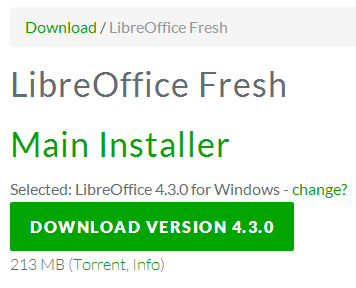 Download / LibreOffice Fresh
LibreOffice Fresh
Main Installer
Selected: LibreOffice 4.3.0 for Windows - change?
DOWNLOAD VERSION 4.3.0
213 MB (Torrent, Info)